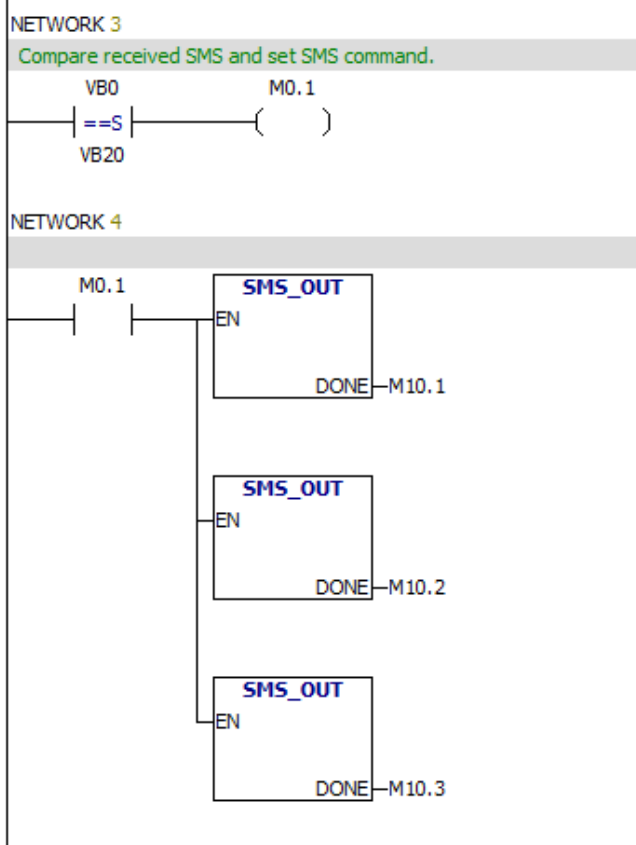 NETWORK 3
Compare received SMS and set SMS command.
VB0 M0.1
==S
VB20
NETWORK 4
M0.1
SMS_OUT
EN
DONE M10.1
SMS_OUT
EN
DONE M10.2
SMS_OUT
EN
DONE M10.3